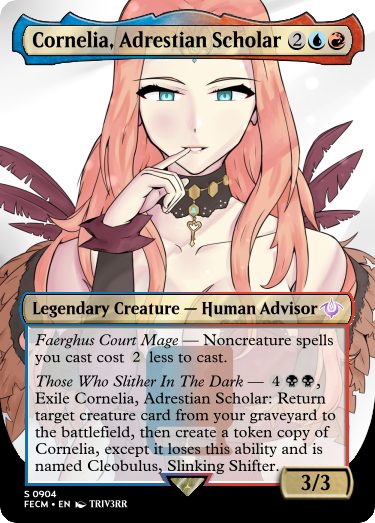 Cornelia, Adrestian Scholar 2
Legendary Creature — Human Advisor
Faerghus Court Mage — Noncreature spells
you cast cost 2 less to cast.
Those Who Slither In The Dark — 4 ,
Exile Cornelia, Adrestian Scholar: Return
target creature card from your graveyard to
the battlefield, then create a token copy of
Cornelia, except it loses this ability and is
named Cleobulus, Slinking Shifter.
3/3
S 0904
FECM • EN TRIV3RR